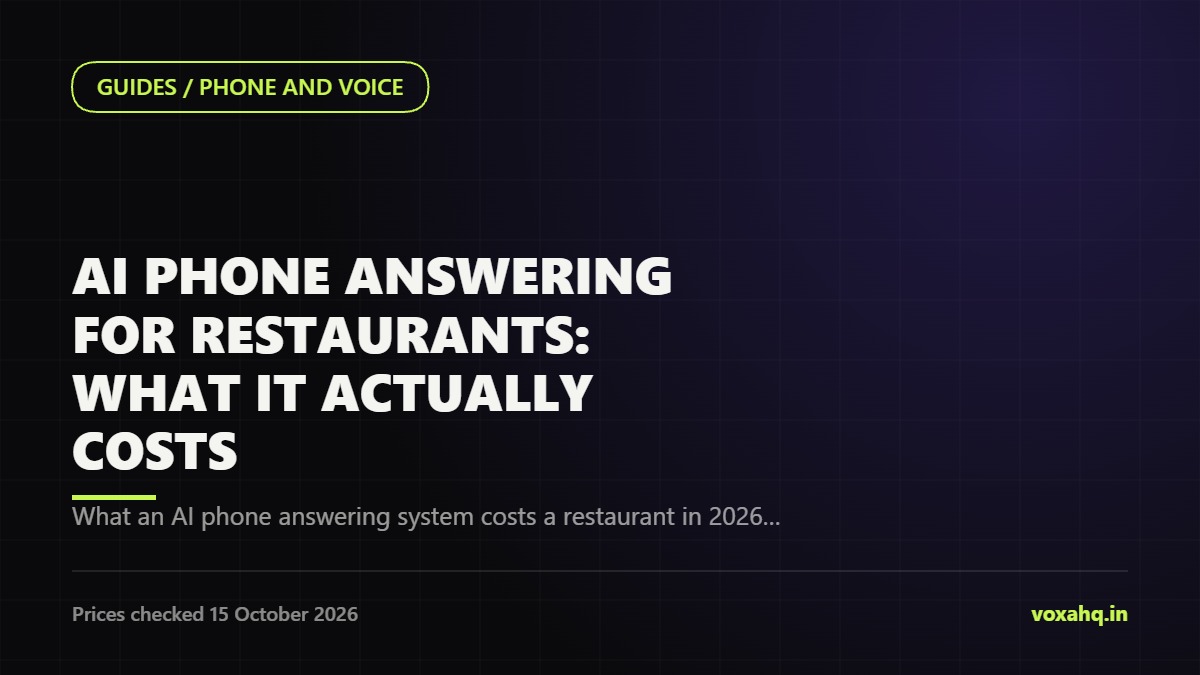 GUIDES / PHONE AND VOICE
AI PHONE ANSWERING
FOR RESTAURANTS:
WHAT IT ACTUALLY
COSTS
What an AI phone answering system costs a restaurant in 2026...
Prices checked 15 October 2026
voxahq.in